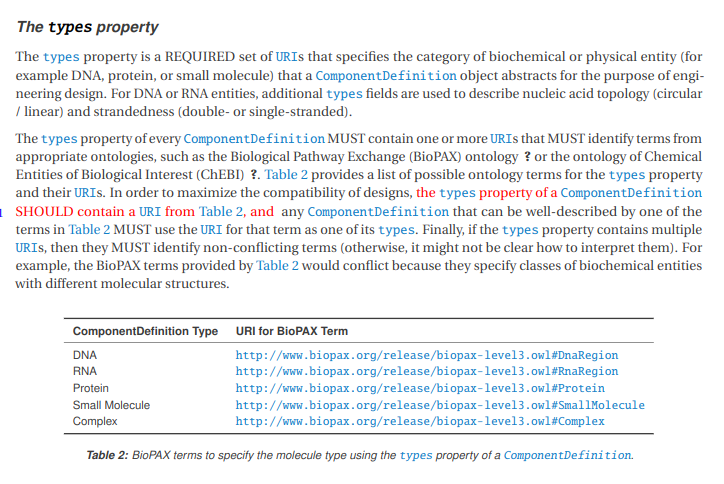 The types property
The types property is a REQUIRED set of URIs that specifies the category of biochemical or physical entity (for
example DNA, protein, or small molecule) that a ComponentDefinition object abstracts for the purpose of engi-
neering design. For DNA or RNA entities, additional types fields are used to describe nucleic acid topology (circular
/ linear) and strandedness (double- or single-stranded).
The types property of every ComponentDefinition MUST contain one or more URIs that MUST identify terms from
appropriate ontologies, such as the Biological Pathway Exchange (BioPAX) ontology ? or the ontology of Chemical
Entities of Biological Interest (ChEBI) ?. Table 2 provides a list of possible ontology terms for the types property
and their URIs. In order to maximize the compatibility of designs, the types property of a ComponentDefinition
SHOULD contain a URI from Table 2, and any ComponentDefinition that can be well-described by one of the
terms in Table 2 MUST use the URI for that term as one of its types. Finally, if the types property contains multiple
URIs, then they MUST identify non-conflicting terms (otherwise, it might not be clear how to interpret them). For
example, the BioPAX terms provided by Table 2 would conflict because they specify classes of biochemical entities
with different molecular structures.
ComponentDefinition Type URI for BioPAX Term
DNA http://www.biopax.org/release/biopax-level3.owl#DnaRegion
RNA http://www.biopax.org/release/biopax-level3.owl#RnaRegion
Protein http://www.biopax.org/release/biopax-level3.owl#Protein
Small Molecule http://www.biopax.org/release/biopax-level3.owl#SmallMolecule
Complex http://www.biopax.org/release/biopax-level3.owl#Complex
Table 2: BioPAX terms to specify the molecule type using the types property of a ComponentDefinition.